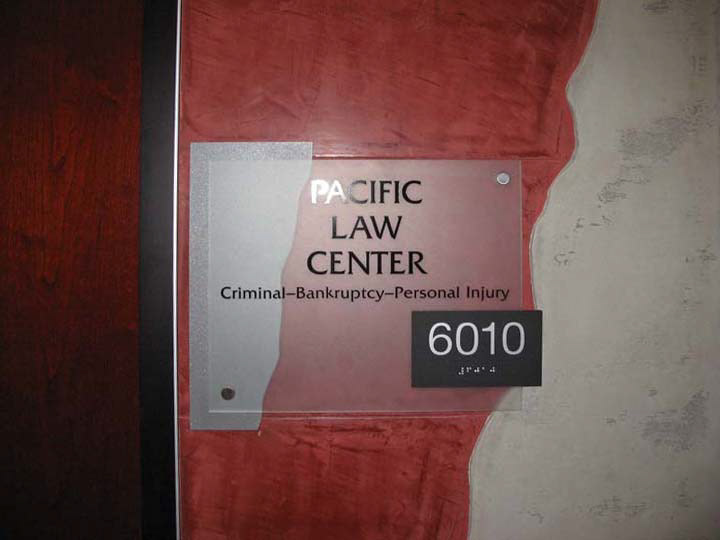 PACIFIC
LAW
CENTER
Criminal–Bankruptcy–Personal Injury
6010
⠼⠋⠚⠁⠚